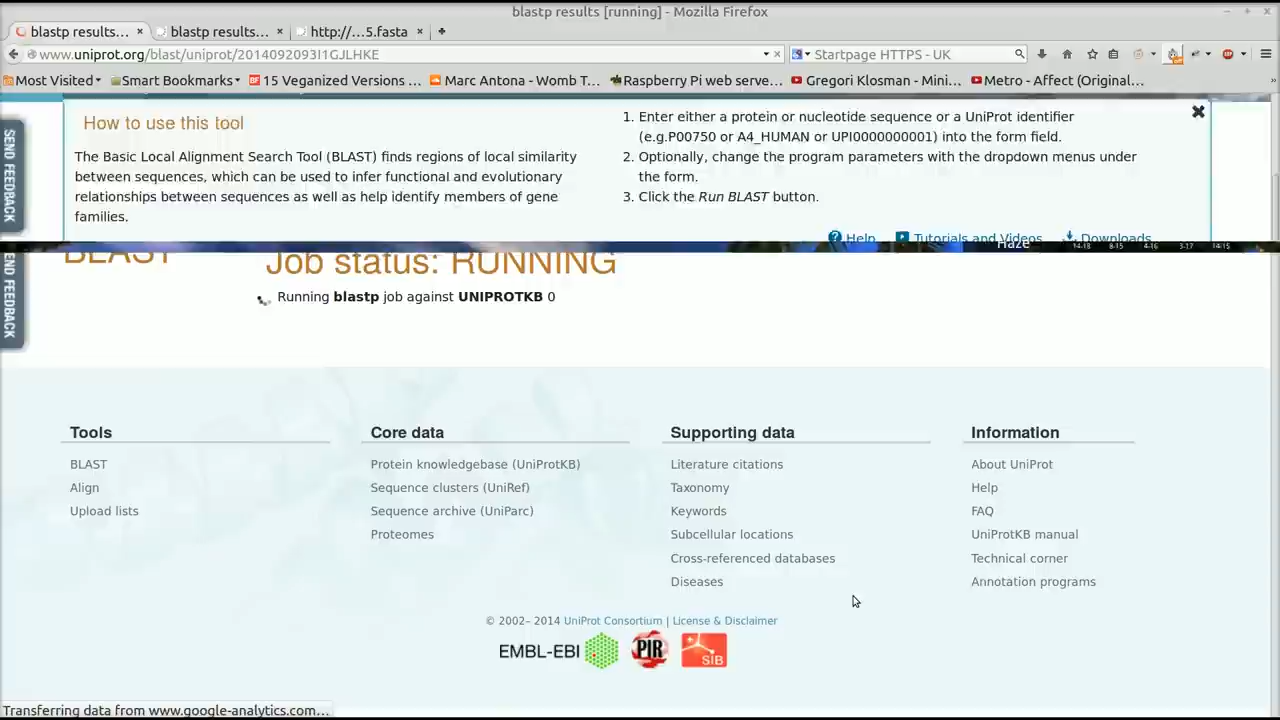 blastp results [running] - Mozilla Firefox
blastp results... × blastp results... × http://...5.fasta ×
www.uniprot.org/blast/uniprot/2014092093I1GJLHKE Startpage HTTPS - UK
Most Visited Smart Bookmarks 15 Veganized Versions ... Marc Antona - Womb T... Raspberry Pi web serve... Gregori Klosman - Mini... Metro - Affect (Original...
SEND FEEDBACK
How to use this tool
The Basic Local Alignment Search Tool (BLAST) finds regions of local similarity
between sequences, which can be used to infer functional and evolutionary
relationships between sequences as well as help identify members of gene
families.
1. Enter either a protein or nucleotide sequence or a UniProt identifier
(e.g.P00750 or A4_HUMAN or UPI0000000001) into the form field.
2. Optionally, change the program parameters with the dropdown menus under
the form.
3. Click the Run BLAST button.
Help Tutorials and Videos Downloads
Haze
BLAST
Job status: RUNNING
END FEEDBACK
Running blastp job against UNIPROTKB 0
Tools
BLAST
Align
Upload lists
Core data
Protein knowledgebase (UniProtKB)
Sequence clusters (UniRef)
Sequence archive (UniParc)
Proteomes
Supporting data
Literature citations
Taxonomy
Keywords
Subcellular locations
Cross-referenced databases
Diseases
Information
About UniProt
Help
FAQ
UniProtKB manual
Technical corner
Annotation programs
© 2002– 2014 UniProt Consortium | License & Disclaimer
EMBL-EBI PIR SIB
Transferring data from www.google-analytics.com...